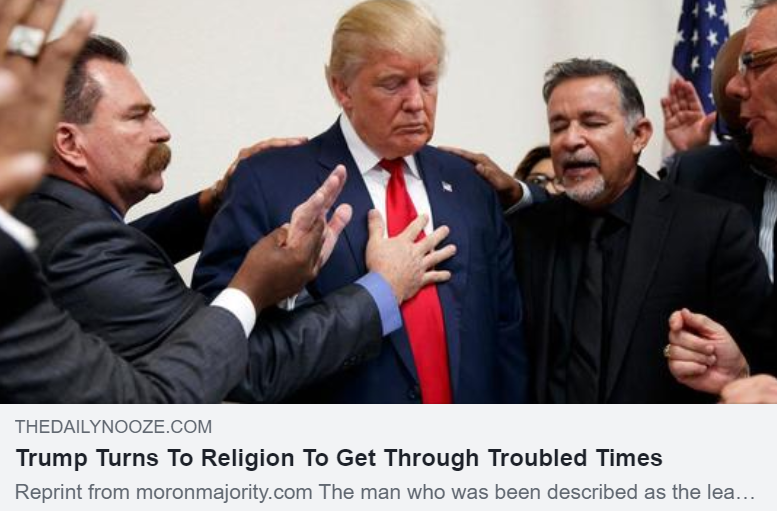 THEDAILYNOOZE.COM
Trump Turns To Religion To Get Through Troubled Times
Reprint from moronmajority.com The man who was been described as the lea…